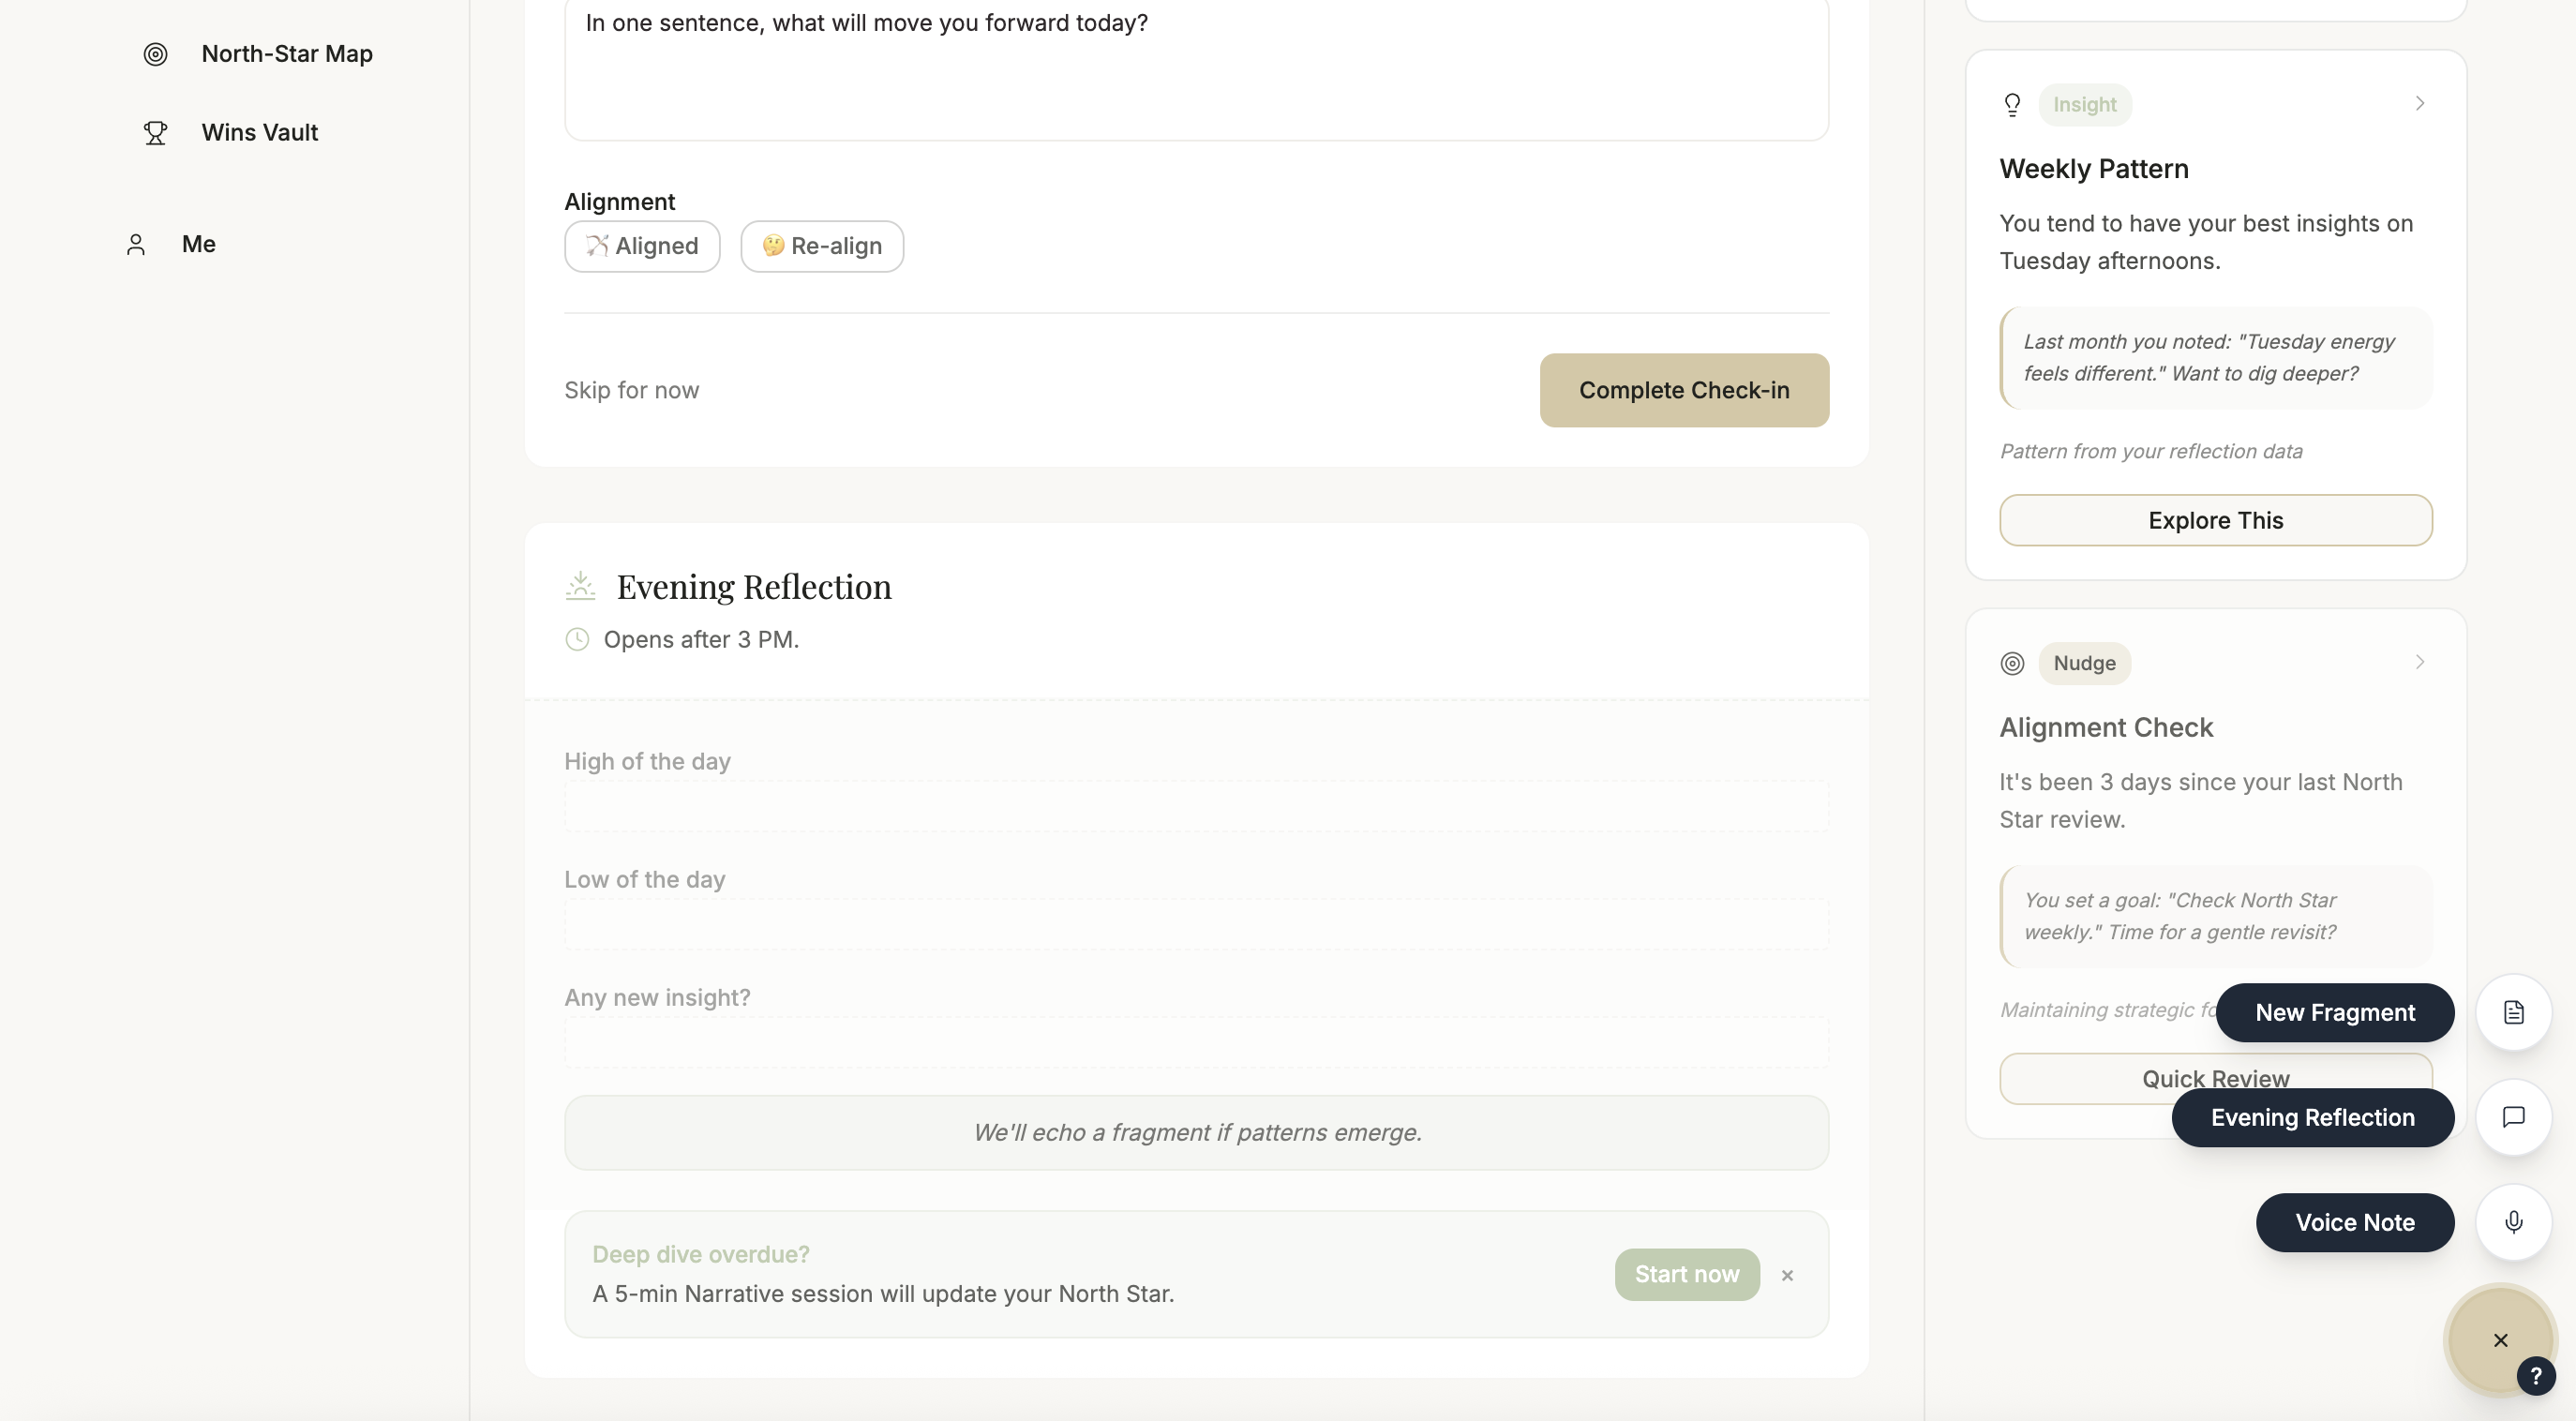 North-Star Map
Wins Vault
Me
In one sentence, what will move you forward today?
Alignment
Aligned
Re-align
Skip for now
Complete Check-in
Evening Reflection
Opens after 3 PM.
High of the day
Low of the day
Any new insight?
We'll echo a fragment if patterns emerge.
Deep dive overdue?
A 5-min Narrative session will update your North Star.
Start now
×
Insight
Weekly Pattern
You tend to have your best insights on
Tuesday afternoons.
Last month you noted: "Tuesday energy
feels different." Want to dig deeper?
Pattern from your reflection data
Explore This
Nudge
Alignment Check
It's been 3 days since your last North
Star review.
You set a goal: "Check North Star
weekly." Time for a gentle revisit?
Maintaining strategic
Quick Review
New Fragment
Evening Reflection
Voice Note
?